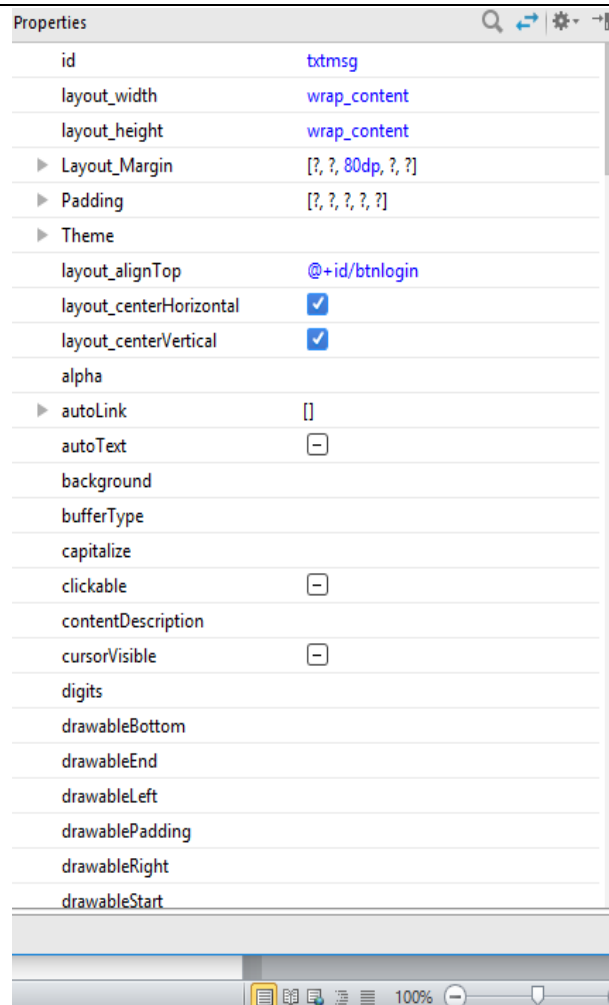 Properties
id txtmsg
layout_width wrap_content
layout_height wrap_content
Layout_Margin [?, ?, 80dp, ?, ?]
Padding [?, ?, ?, ?, ?]
Theme
layout_alignTop @+id/btnlogin
layout_centerHorizontal
layout_centerVertical
alpha
autoLink []
autoText
background
bufferType
capitalize
clickable
contentDescription
cursorVisible
digits
drawableBottom
drawableEnd
drawableLeft
drawablePadding
drawableRight
drawableStart
100%